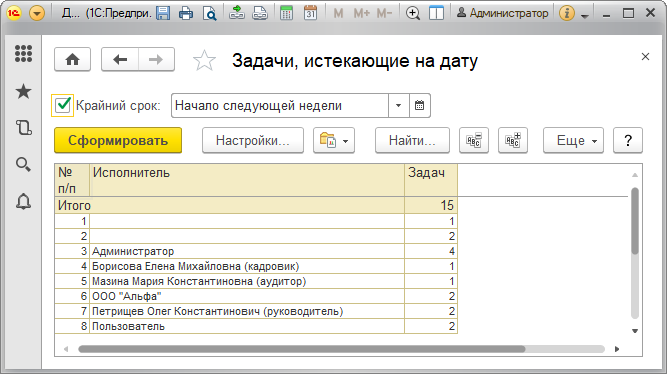 Д... (1С:Предпри.
31
M M+ M-
Администратор
Задачи, истекающие на дату
Крайний срок: Начало следующей недели
Сформировать Настройки... Найти... Еще ?
№ п/п Исполнитель Задач
Итого 15
1 1
2 2
3 Администратор 4
4 Борисова Елена Михайловна (кадровик) 1
5 Мазина Мария Константиновна (аудитор) 1
6 ООО "Альфа" 2
7 Петрищев Олег Константинович (руководитель) 2
8 Пользователь 2